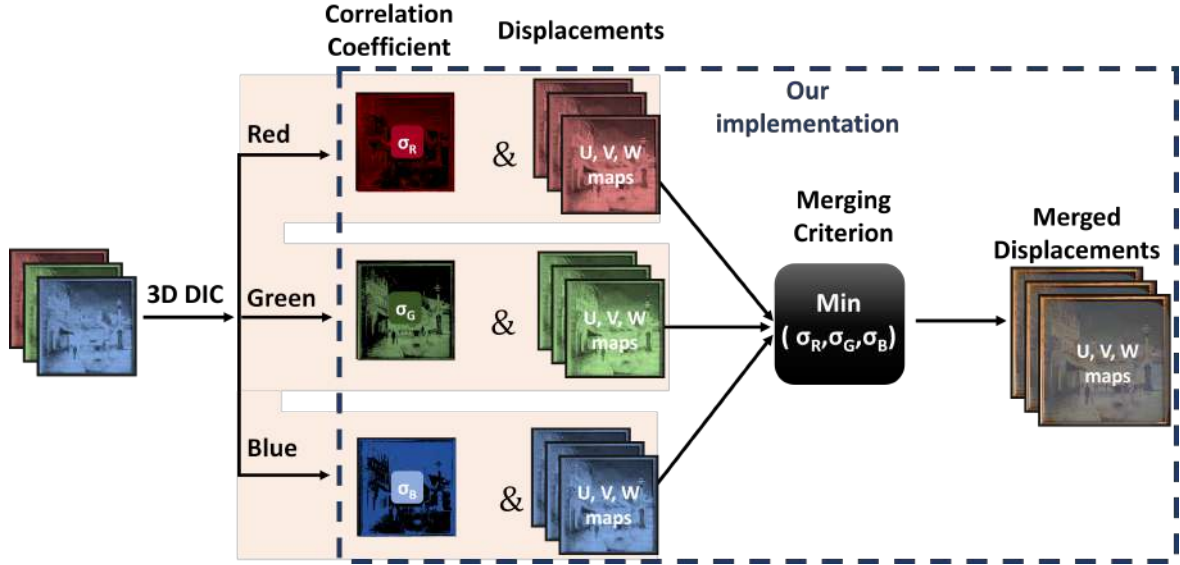 Correlation
Coefficient
Displacements
Our
implementation
Red
σR
&
U, V, W
maps
Merging
Criterion
Merged
Displacements
3D DIC
Green
σG
&
U, V, W
maps
Min
( σR,σG,σB)
U, V, W
maps
Blue
σB
&
U, V, W
maps